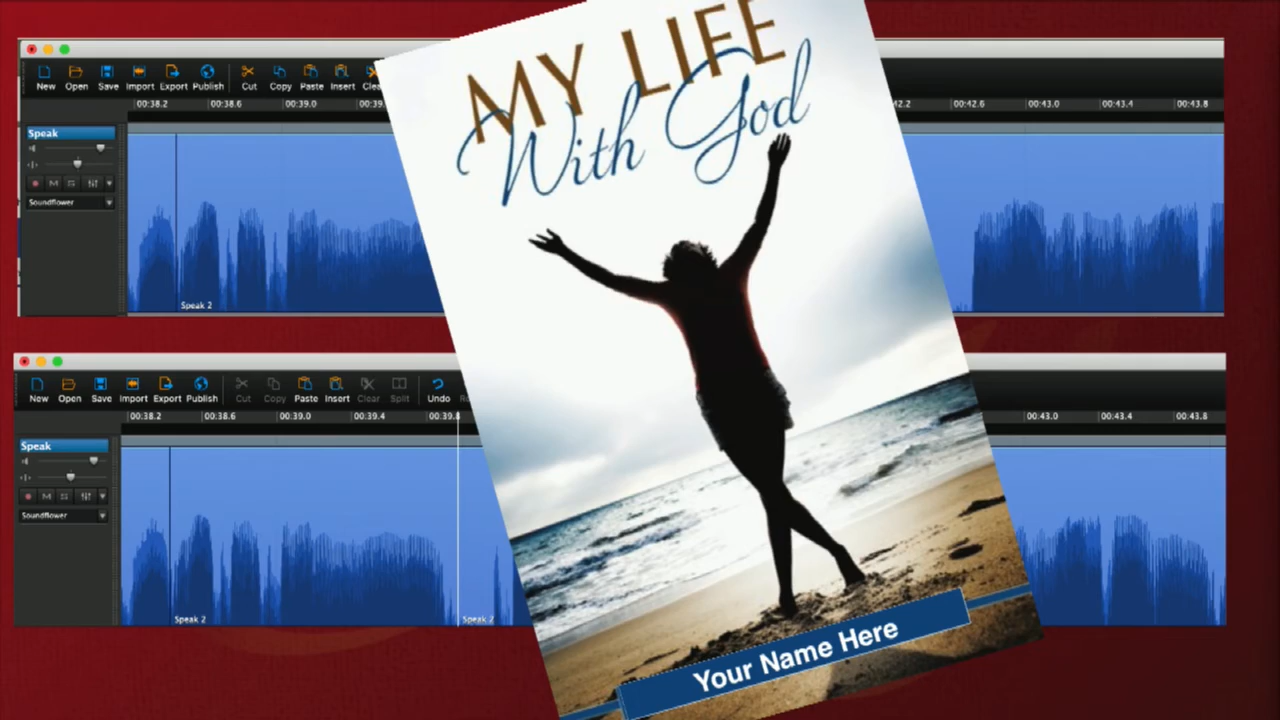 MY LIFE
With God
New Open Save Import Export Publish Cut Copy Paste Insert
00:38.2 00:38.6 00:39.0 00:42.6 00:43.0 00:43.4 00:43.8
Speak
M S
Soundflower
Speak 2
New Open Save Import Export Publish Cut Copy Paste Insert Clear Split Undo
00:38.2 00:38.6 00:39.0 00:39.4 00:39.8 00:43.0 00:43.4 00:43.8
Speak
M S
Soundflower
Speak 2 Speak 2
Your Name Here